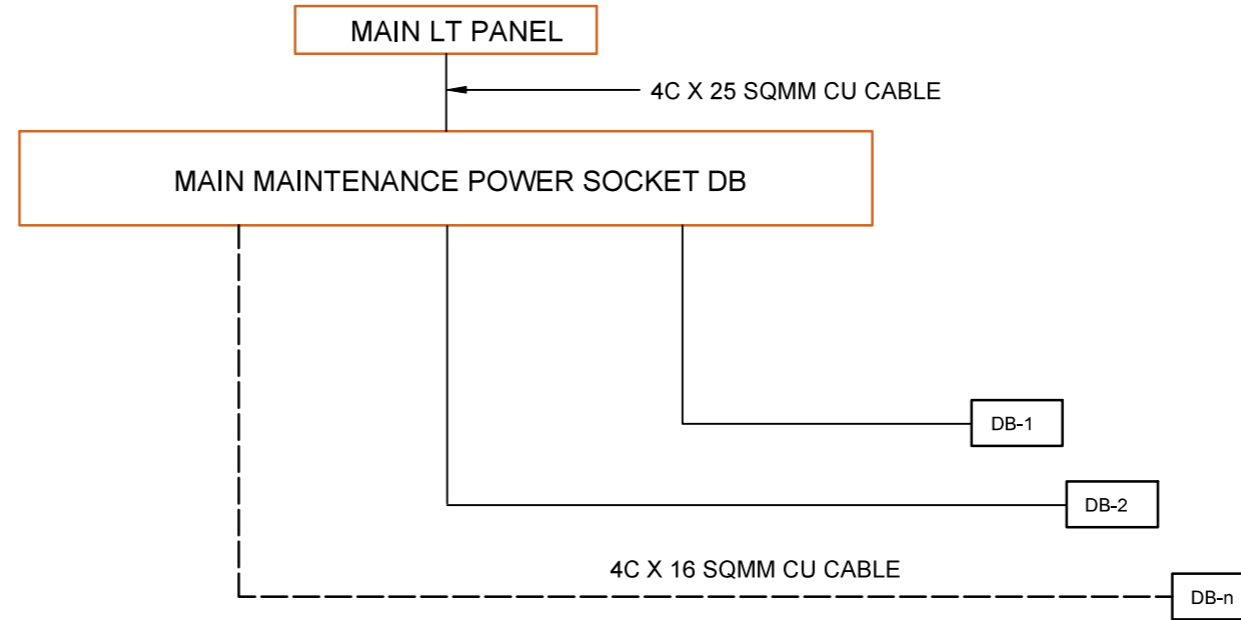 MAIN LT PANEL
4C X 25 SQMM CU CABLE
MAIN MAINTENANCE POWER SOCKET DB
DB-1
DB-2
4C X 16 SQMM CU CABLE
DB-n